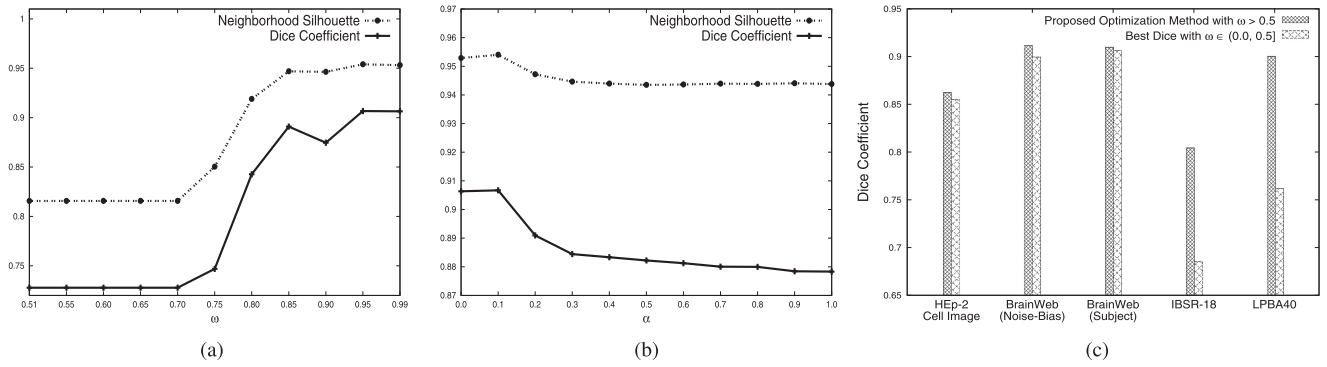 1
0.95
0.9
0.85
0.8
0.75
Neighborhood Silhouette
Dice Coefficient
0.51 0.55 0.60 0.65 0.70 0.75 0.80 0.85 0.90 0.95 0.99
ω
(a)
0.97
0.96
0.95
0.94
0.93
0.92
0.91
0.9
0.89
0.88
0.87
Neighborhood Silhouette
Dice Coefficient
0.0 0.1 0.2 0.3 0.4 0.5 0.6 0.7 0.8 0.9 1.0
α
(b)
Dice Coefficient
0.95
0.9
0.85
0.8
0.75
0.7
0.65
Proposed Optimization Method with ω > 0.5
Best Dice with ω ∈ (0.0, 0.5]
HEp-2
Cell Image
BrainWeb
(Noise-Bias)
BrainWeb
(Subject)
IBSR-18
LPBA40
(c)